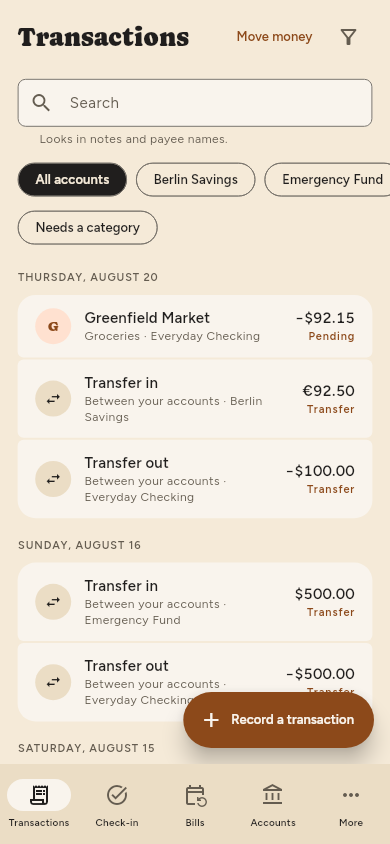 Transactions
Move money
Search
Looks in notes and payee names.
All accounts
Berlin Savings
Emergency Fund
Needs a category
THURSDAY, AUGUST 20
G
Greenfield Market
Groceries · Everyday Checking
−$92.15
Pending
Transfer in
Between your accounts · Berlin
Savings
€92.50
Transfer
Transfer out
Between your accounts ·
Everyday Checking
−$100.00
Transfer
SUNDAY, AUGUST 16
Transfer in
Between your accounts ·
Emergency Fund
$500.00
Transfer
Transfer out
Between your accounts ·
Everyday Checking
−$500.00
Transfer
Record a transaction
SATURDAY, AUGUST 15
Transactions
Check-in
Bills
Accounts
More